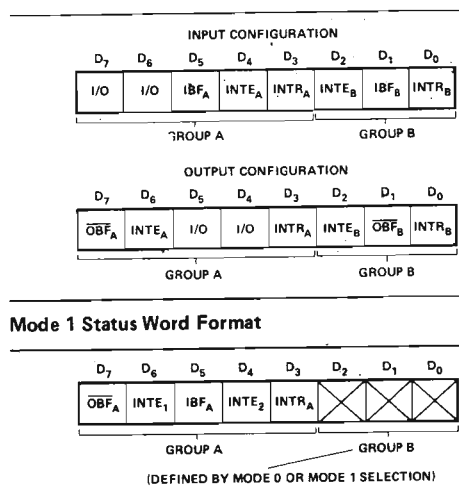 INPUT CONFIGURATION
D7 D6 D5 D4 D3 D2 D1 D0
I/O I/O IBFA INTEA INTRA INTEB IBFB INTRB
GROUP A GROUP B
OUTPUT CONFIGURATION
D7 D6 D5 D4 D3 D2 D1 D0
O̅B̅F̅A INTEA I/O I/O INTRA INTEB O̅B̅F̅B INTRB
GROUP A GROUP B
Mode 1 Status Word Format
D7 D6 D5 D4 D3 D2 D1 D0
O̅B̅F̅A INTE1 IBFA INTE2 INTRA
GROUP A GROUP B
(DEFINED BY MODE 0 OR MODE 1 SELECTION)